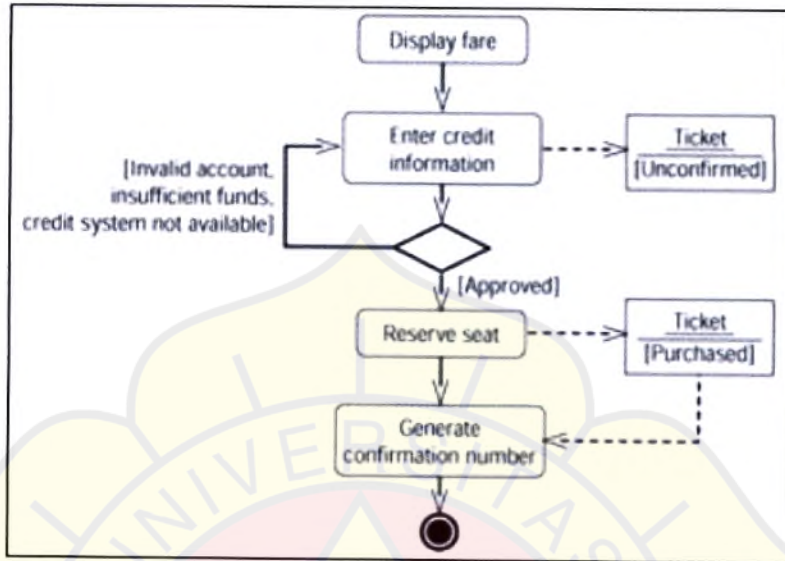 Display fare
Enter credit
information
Ticket
[Unconfirmed]
[Invalid account,
insufficient funds,
credit system not available]
[Approved]
Reserve seat
Ticket
[Purchased]
Generate
confirmation number
UNIVERSITAS